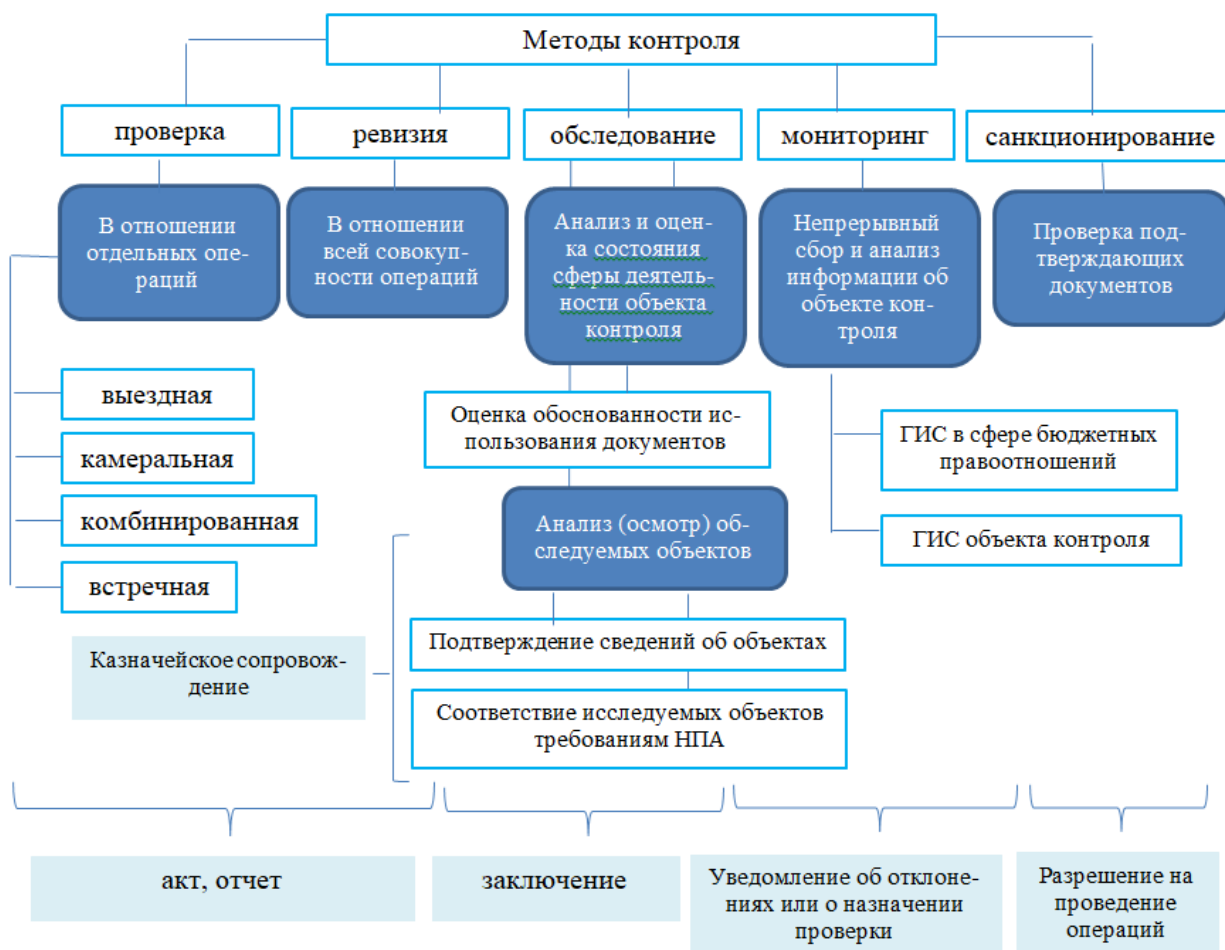 Методы контроля
проверка
ревизия
обследование
мониторинг
санкционирование
В отношении
отдельных опе-
раций
В отношении
всей совокуп-
ности операций
Анализ и оцен-
ка состояния
сферы деятель-
ности объекта
контроля
Непрерывный
сбор и анализ
информации об
объекте кон-
троля
Проверка под-
тверждающих
документов
выездная
камеральная
комбинированная
встречная
Оценка обоснованности ис-
пользования документов
ГИС в сфере бюджетных
правоотношений
Анализ (осмотр) об-
следуемых объектов
ГИС объекта контроля
Казначейское сопровож-
дение
Подтверждение сведений об объектах
Соответствие исследуемых объектов
требованиям НПА
акт, отчет
заключение
Уведомление об отклоне-
ниях или о назначении
проверки
Разрешение на
проведение
операций